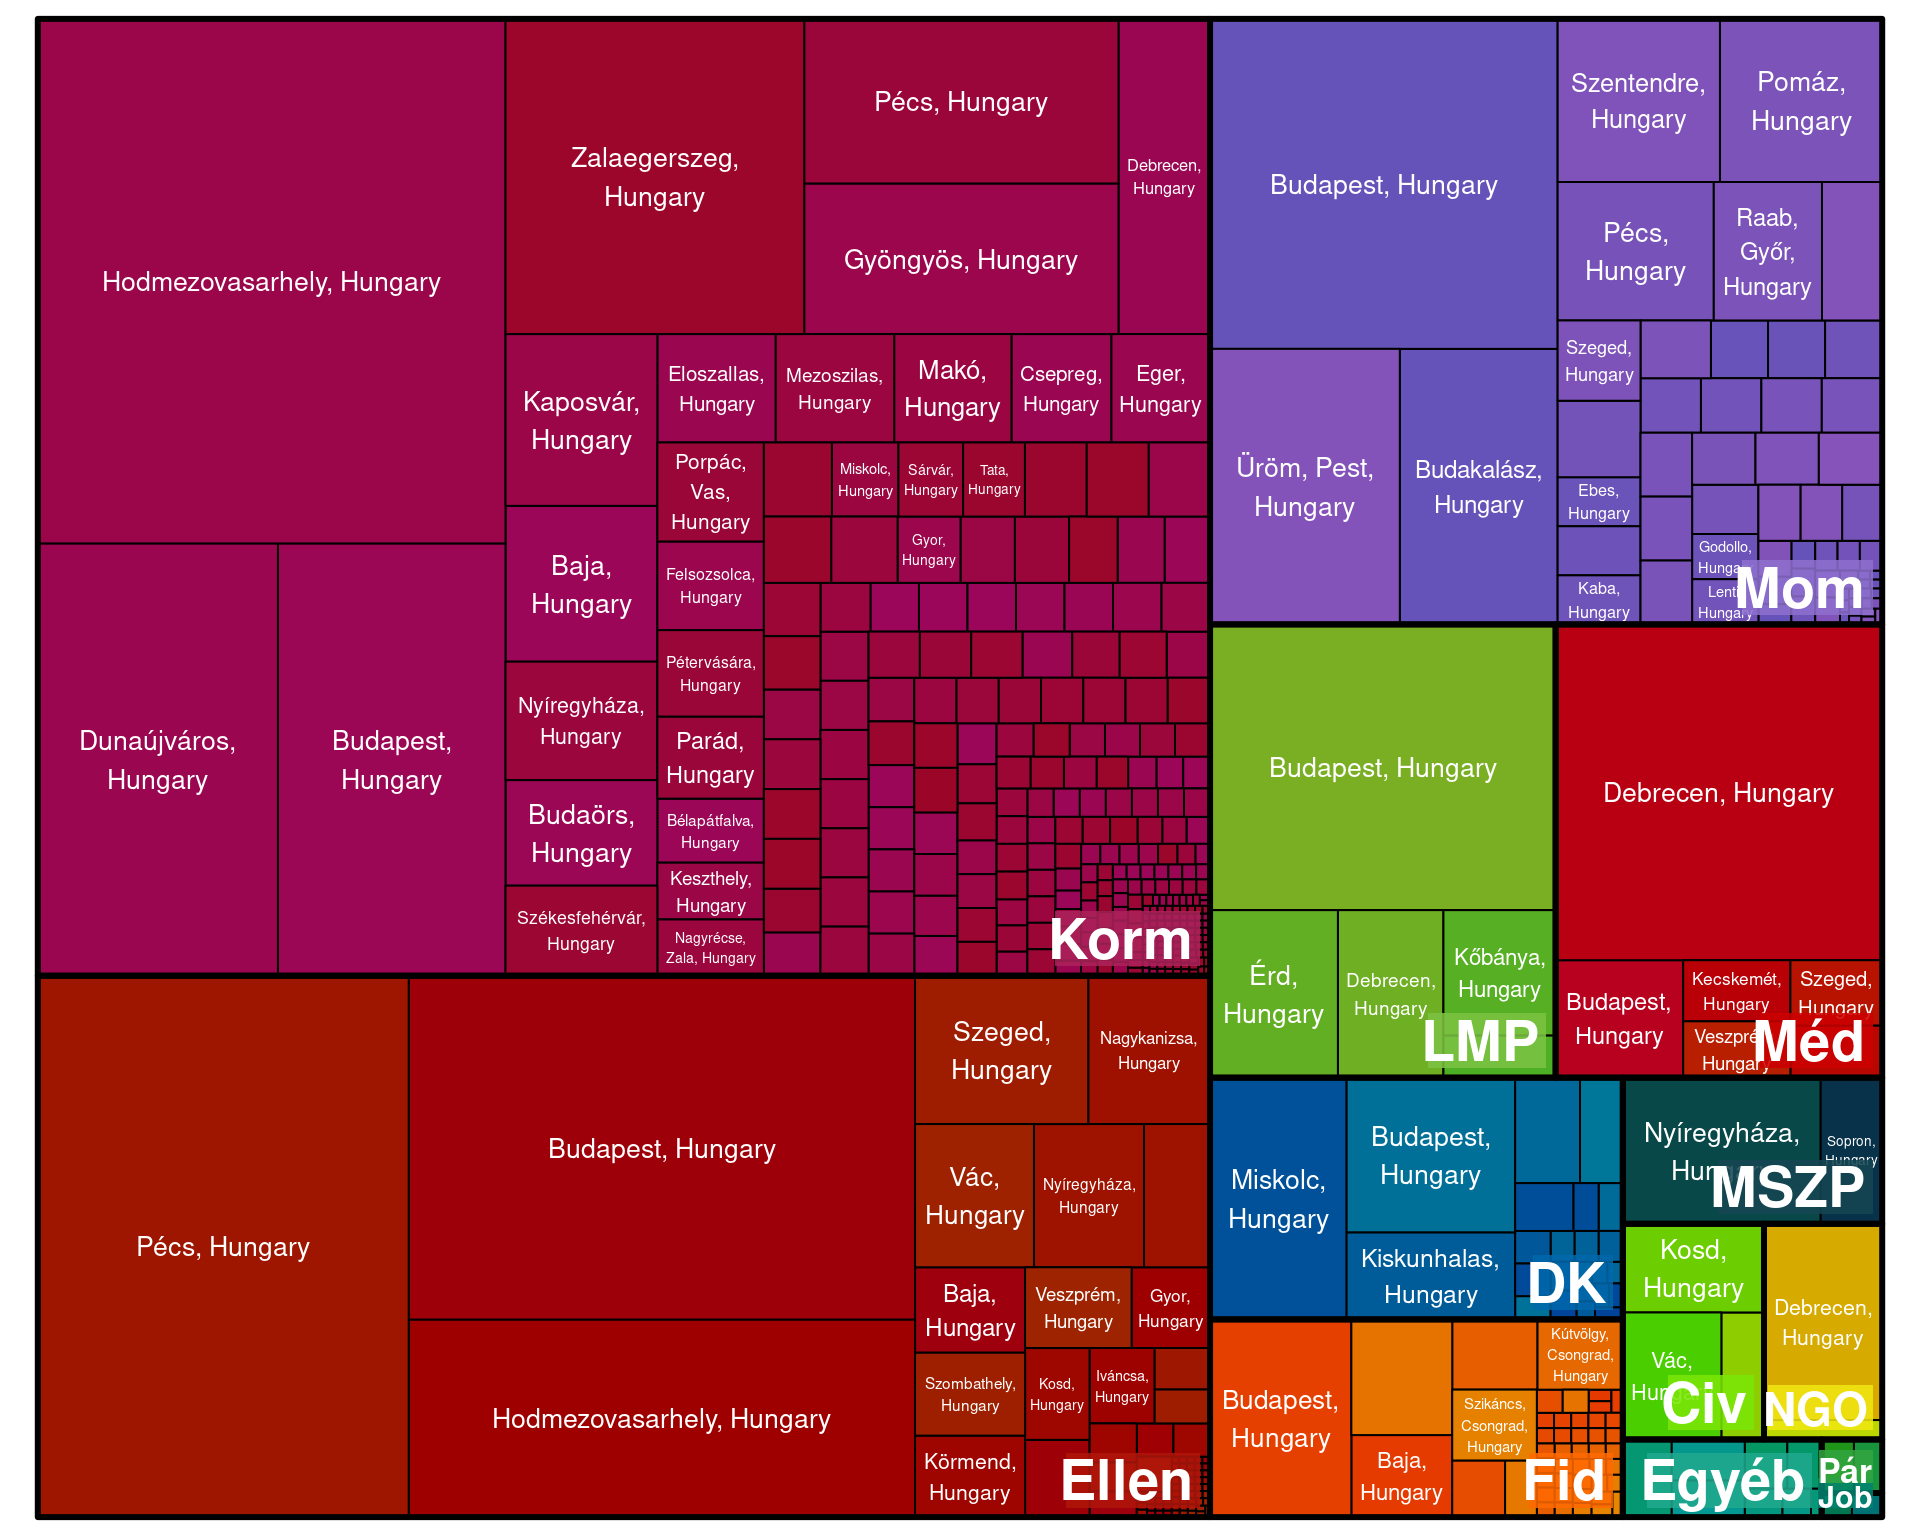 Hodmezovasarhely, Hungary
Zalaegerszeg,
Hungary
Pécs, Hungary
Gyöngyös, Hungary
Debrecen,
Hungary
Dunaújváros,
Hungary
Budapest,
Hungary
Kaposvár,
Hungary
Baja,
Hungary
Nyíregyháza,
Hungary
Budaörs,
Hungary
Székesfehérvár,
Hungary
Eloszallas,
Hungary
Mezoszilas,
Hungary
Makó,
Hungary
Csepreg,
Hungary
Eger,
Hungary
Porpác,
Vas,
Hungary
Miskolc,
Hungary
Sárvár,
Hungary
Tata,
Hungary
Gyor,
Hungary
Felsozsolca,
Hungary
Pétervására,
Hungary
Parád,
Hungary
Bélapátfalva,
Hungary
Keszthely,
Hungary
Nagyrécse,
Zala, Hungary
Korm
Budapest, Hungary
Szentendre,
Hungary
Pomáz,
Hungary
Pécs,
Hungary
Raab,
Győr,
Hungary
Üröm, Pest,
Hungary
Budakalász,
Hungary
Szeged,
Hungary
Ebes,
Hungary
Kaba,
Hungary
Godollo,
Lenti,
Hungary
Mom
Budapest, Hungary
Érd,
Hungary
Debrecen,
Hungary
Kőbánya,
Hungary
LMP
Debrecen, Hungary
Budapest,
Hungary
Kecskemét,
Hungary
Szeged,
Hungary
Veszprém,
Hungary
Méd
Pécs, Hungary
Budapest, Hungary
Hodmezovasarhely, Hungary
Szeged,
Hungary
Nagykanizsa,
Hungary
Vác,
Hungary
Nyíregyháza,
Hungary
Baja,
Hungary
Veszprém,
Hungary
Gyor,
Hungary
Szombathely,
Hungary
Kosd,
Hungary
Iváncsa,
Hungary
Körmend,
Hungary
Ellen
Miskolc,
Hungary
Budapest,
Hungary
Kiskunhalas,
Hungary
DK
Nyíregyháza,
Sopron,
Hungary
MSZP
Budapest,
Hungary
Baja,
Hungary
Kútvölgy,
Csongrad,
Hungary
Szikáncs,
Csongrad,
Hungary
Fid
Kosd,
Hungary
Vác,
Civ
Debrecen,
Hungary
NGO
Egyéb
Pár
Job